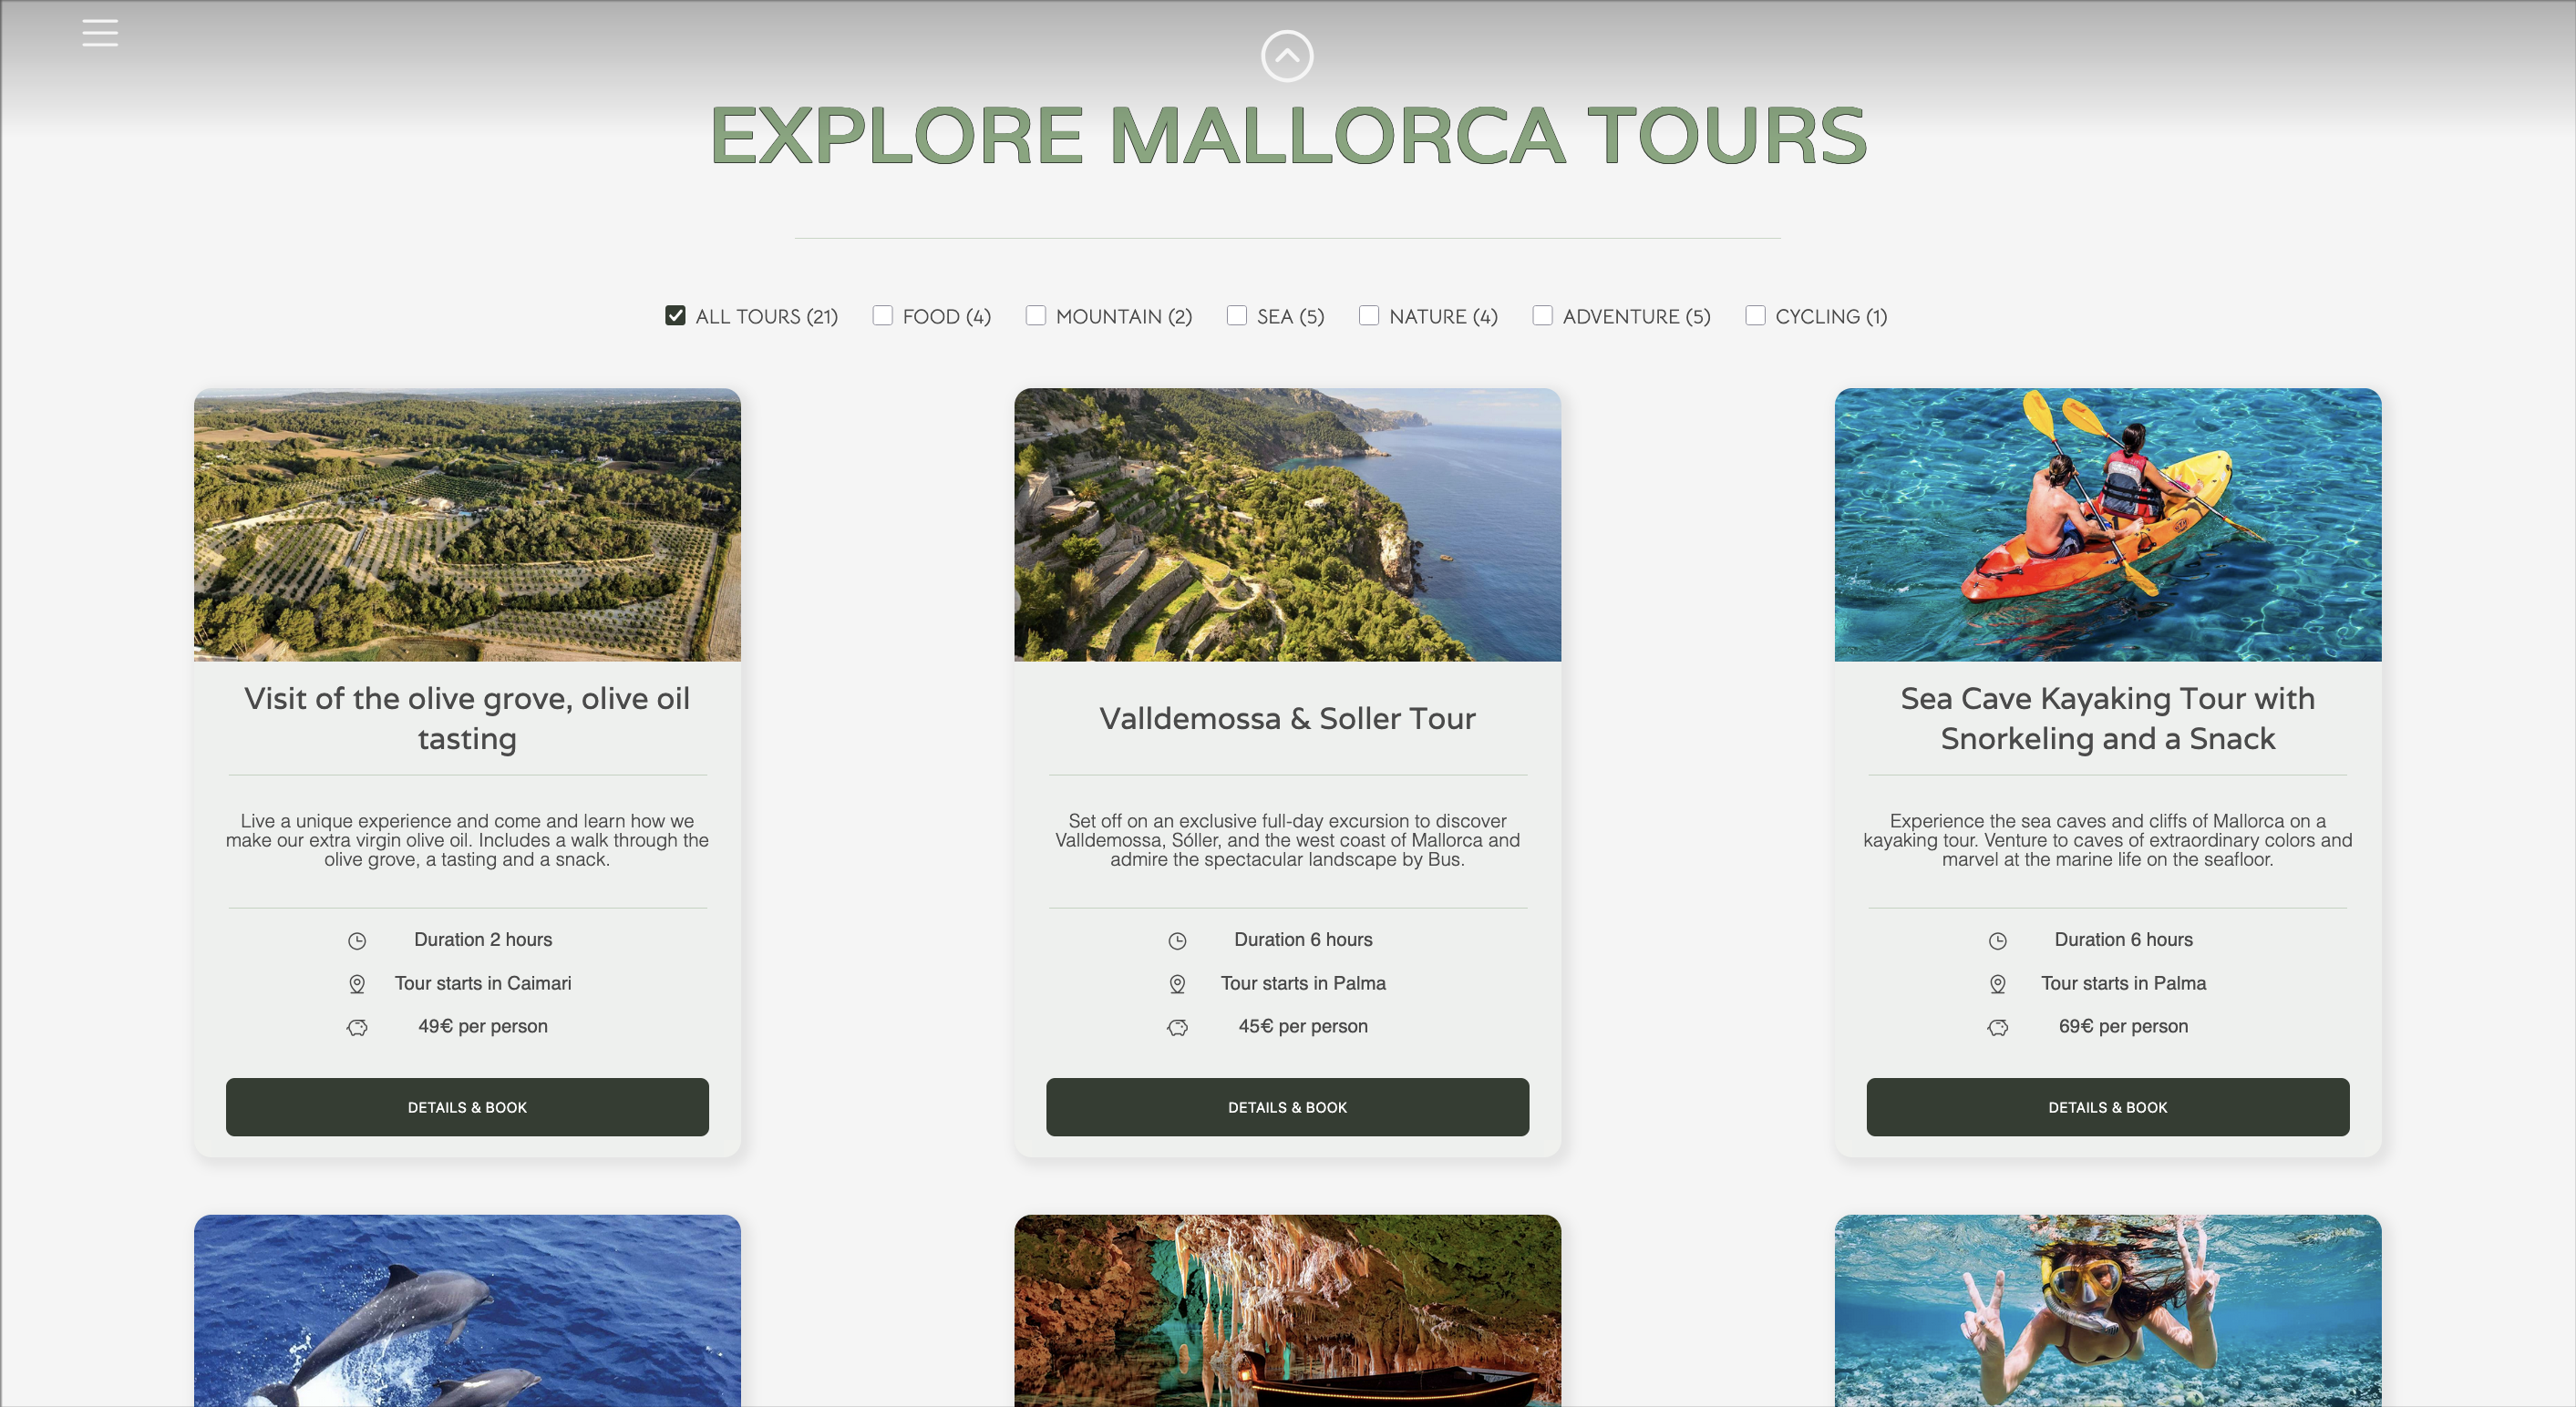 EXPLORE MALLORCA TOURS
ALL TOURS (21) FOOD (4) MOUNTAIN (2) SEA (5) NATURE (4) ADVENTURE (5) CYCLING (1)
Visit of the olive grove, olive oil
tasting
Live a unique experience and come and learn how we
make our extra virgin olive oil. Includes a walk through the
olive grove, a tasting and a snack.
Duration 2 hours
Tour starts in Caimari
49€ per person
DETAILS & BOOK
Valldemossa & Soller Tour
Set off on an exclusive full-day excursion to discover
Valldemossa, Sóller, and the west coast of Mallorca and
admire the spectacular landscape by Bus.
Duration 6 hours
Tour starts in Palma
45€ per person
DETAILS & BOOK
Sea Cave Kayaking Tour with
Snorkeling and a Snack
Experience the sea caves and cliffs of Mallorca on a
kayaking tour. Venture to caves of extraordinary colors and
marvel at the marine life on the seafloor.
Duration 6 hours
Tour starts in Palma
69€ per person
DETAILS & BOOK